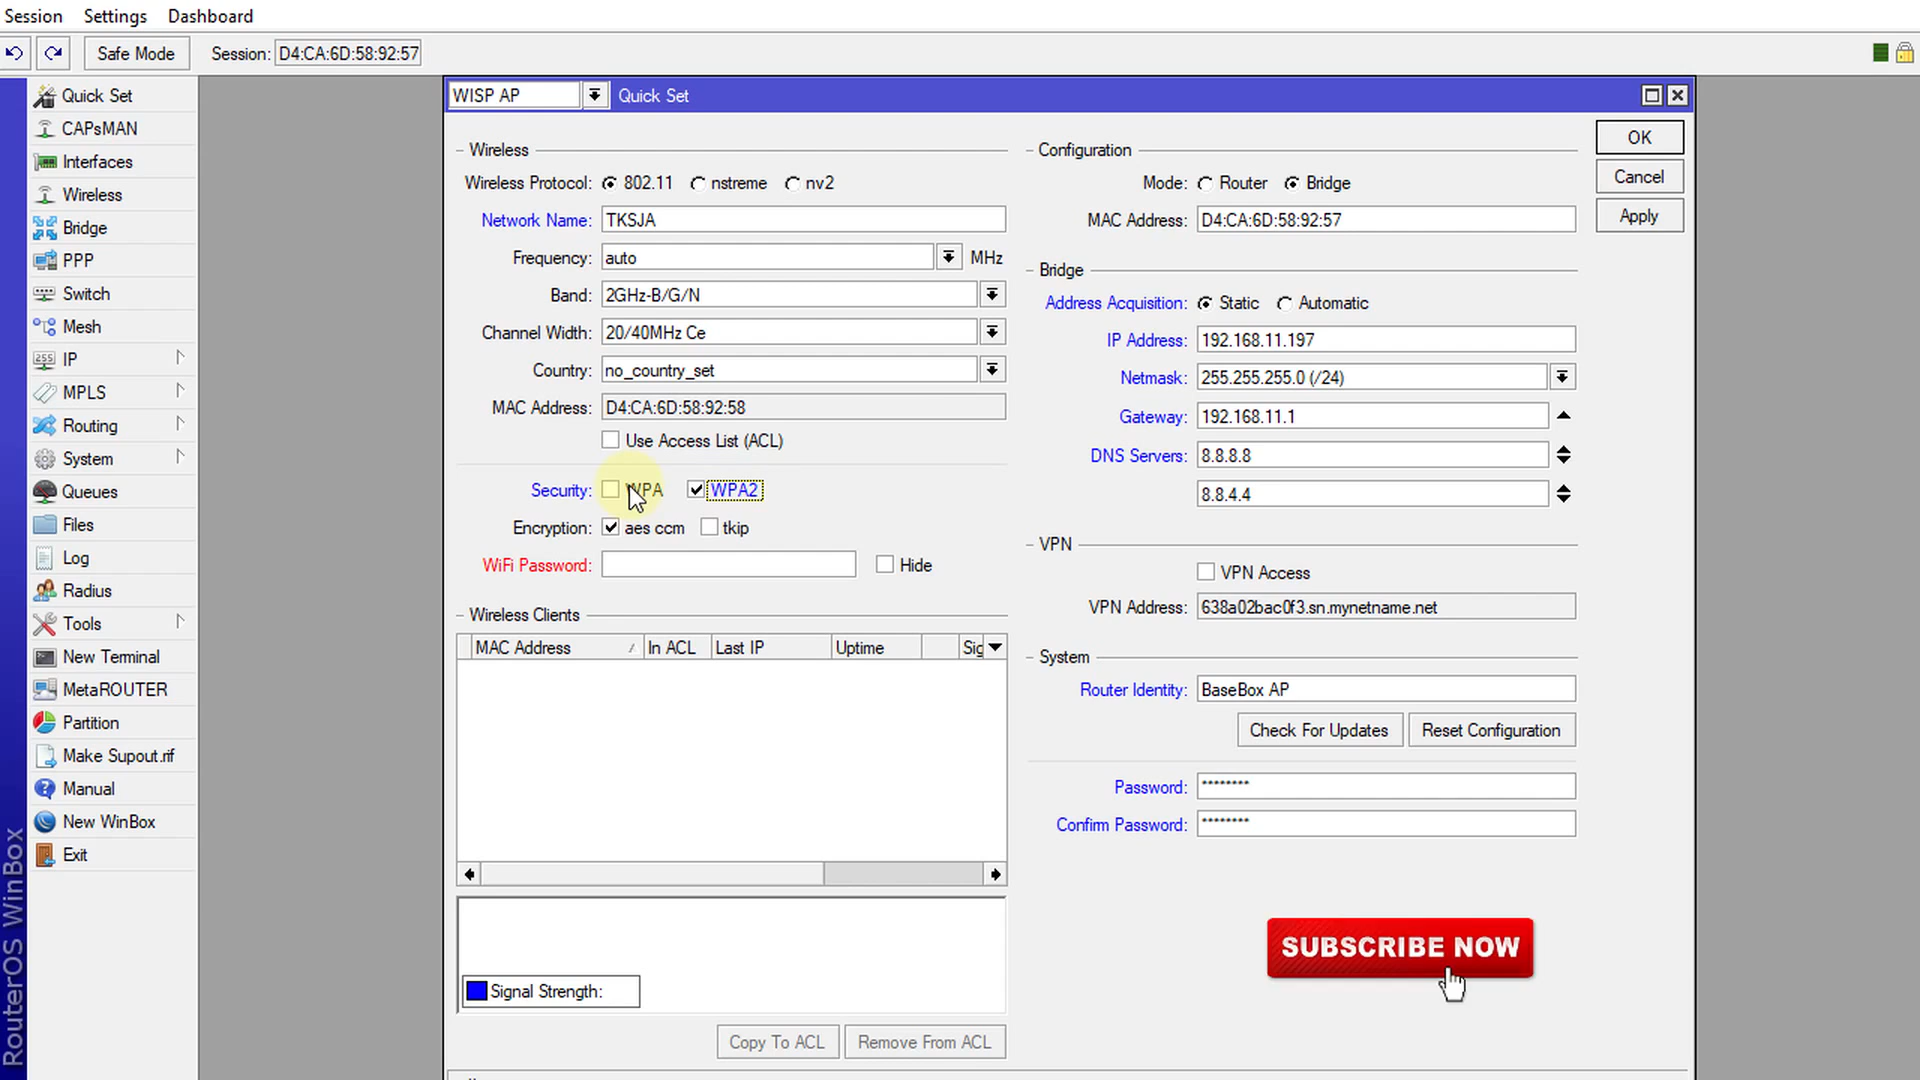 Session Settings Dashboard
Safe Mode Session: D4:CA:6D:58:92:57
RouterOS WinBox
Quick Set
CAPsMAN
Interfaces
Wireless
Bridge
PPP
Switch
Mesh
IP
MPLS
Routing
System
Queues
Files
Log
Radius
Tools
New Terminal
MetaROUTER
Partition
Make Supout.rif
Manual
New WinBox
Exit
WISP AP Quick Set
Wireless
Wireless Protocol: 802.11 nstreme nv2
Network Name: TKSJA
Frequency: auto MHz
Band: 2GHz-B/G/N
Channel Width: 20/40MHz Ce
Country: no_country_set
MAC Address: D4:CA:6D:58:92:58
Use Access List (ACL)
Security: WPA WPA2
Encryption: aes ccm tkip
WiFi Password: Hide
Wireless Clients
MAC Address In ACL Last IP Uptime Sig
Signal Strength:
Copy To ACL Remove From ACL
Configuration
Mode: Router Bridge
MAC Address: D4:CA:6D:58:92:57
Bridge
Address Acquisition: Static Automatic
IP Address: 192.168.11.197
Netmask: 255.255.255.0 (/24)
Gateway: 192.168.11.1
DNS Servers: 8.8.8.8
8.8.4.4
VPN
VPN Access
VPN Address: 638a02bac0f3.sn.mynetname.net
System
Router Identity: BaseBox AP
Check For Updates Reset Configuration
Password: ********
Confirm Password: ********
OK
Cancel
Apply
SUBSCRIBE NOW